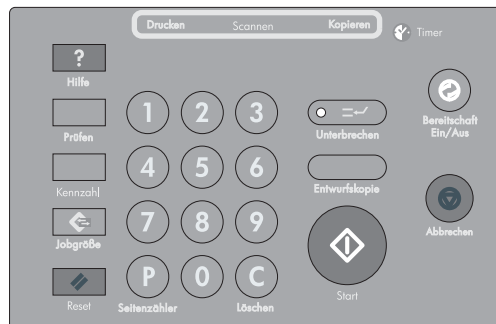 Drucken Scannen Kopieren
Timer
?
Hilfe
Prüfen
Kennzahl
Jobgröße
Reset
1 2 3
4 5 6
7 8 9
P 0 C
Seitenzähler Löschen
Unterbrechen
Entwurfskopie
Start
Bereitschaft
Ein/Aus
Abbrechen